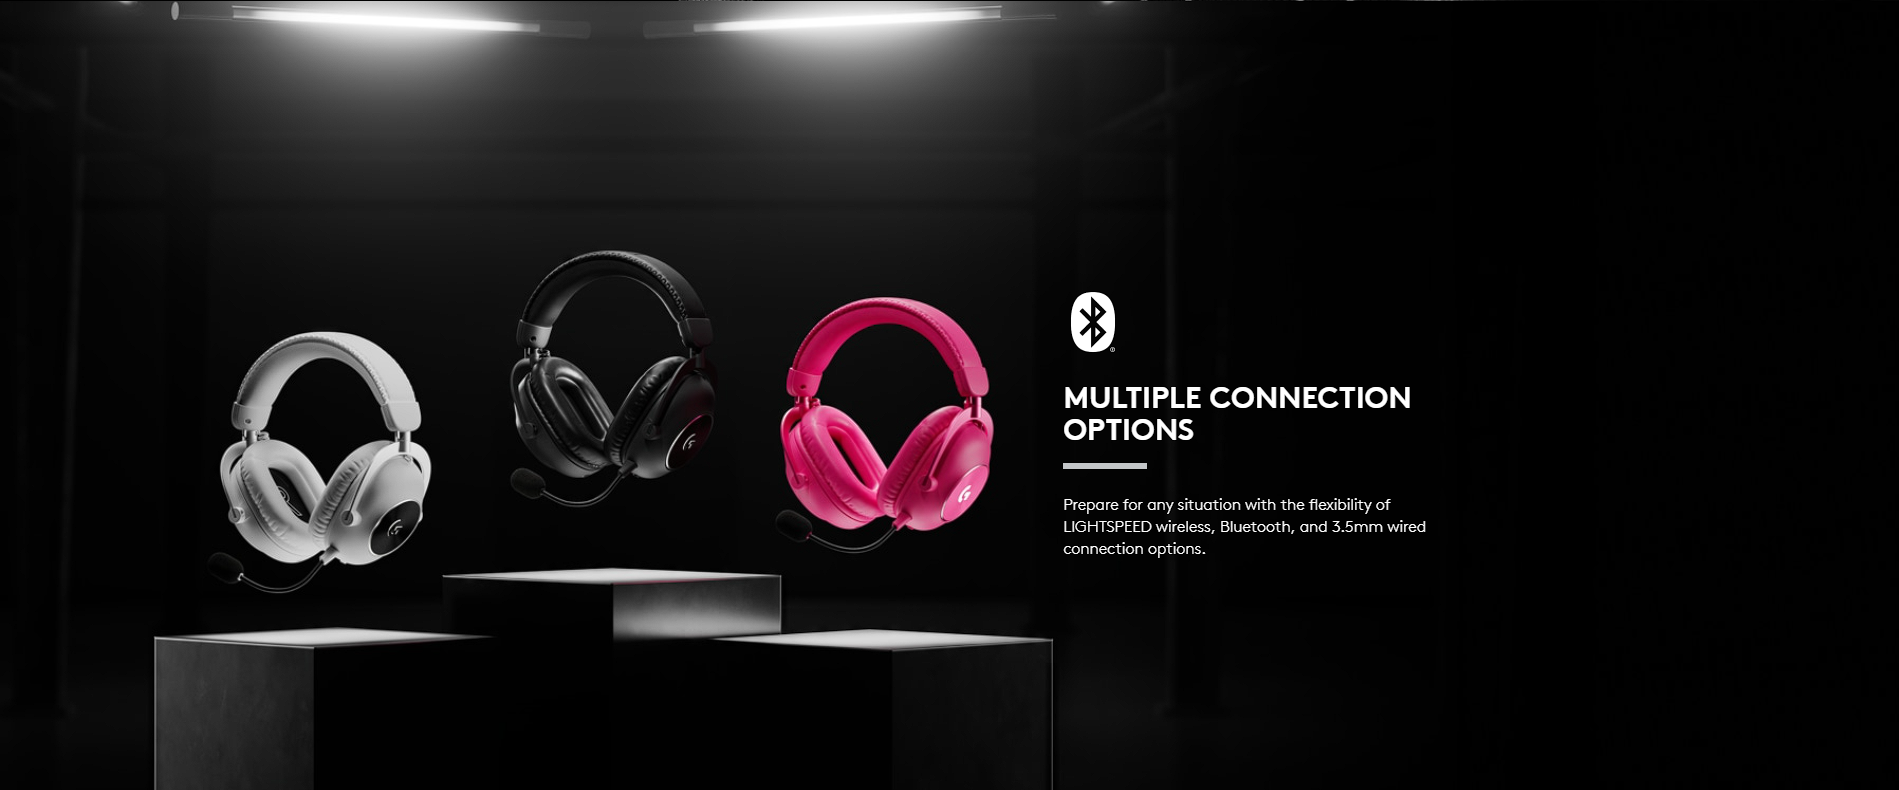 MULTIPLE CONNECTION
OPTIONS
Prepare for any situation with the flexibility of
LIGHTSPEED wireless, Bluetooth, and 3.5mm wired
connection options.